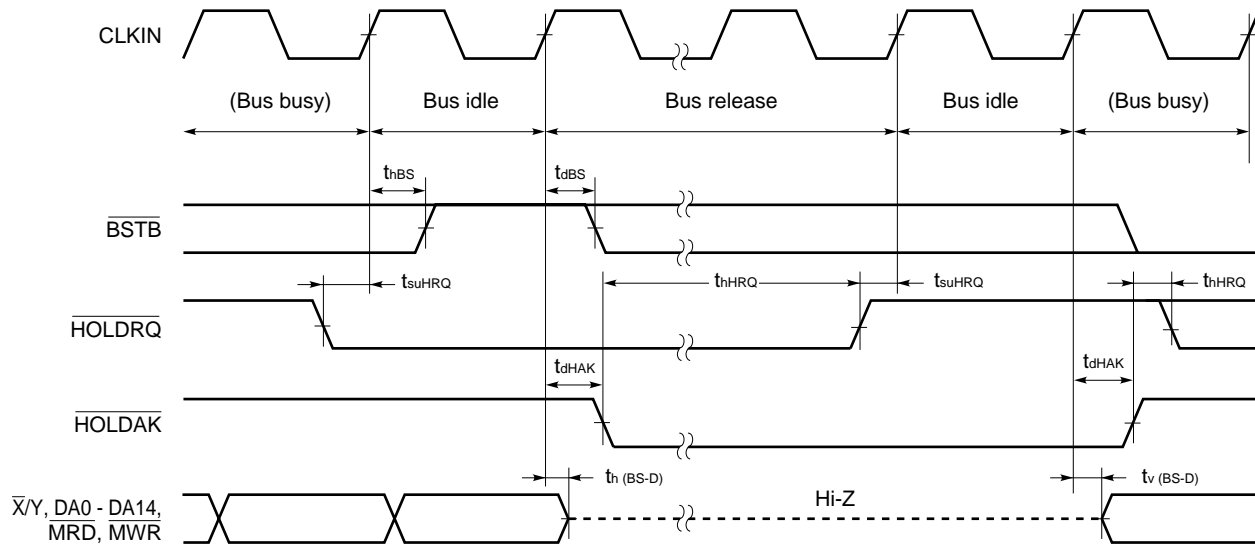 CLKIN
(Bus busy) Bus idle Bus release Bus idle (Bus busy)
thBS tdBS
BSTB
tsuHRQ thHRQ tsuHRQ thHRQ
HOLDRQ
tdHAK tdHAK
HOLDAK
th (BS-D) Hi-Z tv (BS-D)
X̅/Y, DA0 - DA14,
MRD, MWR